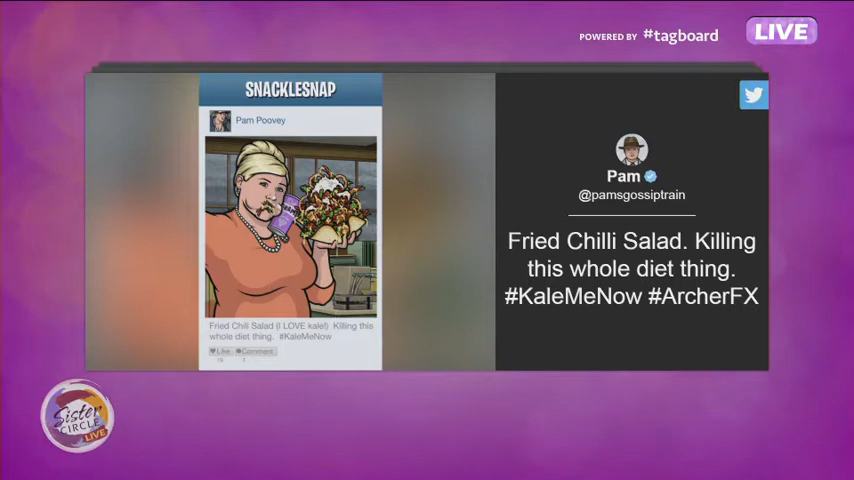 POWERED BY #tagboard
LIVE
SNACKLESNAP
Pam Poovey
Fried Chili Salad (I LOVE kale!) Killing this
whole diet thing. #KaleMeNow
Like Comment
Pam
@pamsgossiptrain
Fried Chilli Salad. Killing
this whole diet thing.
#KaleMeNow #ArcherFX
Sister
CIRCLE
LIVE